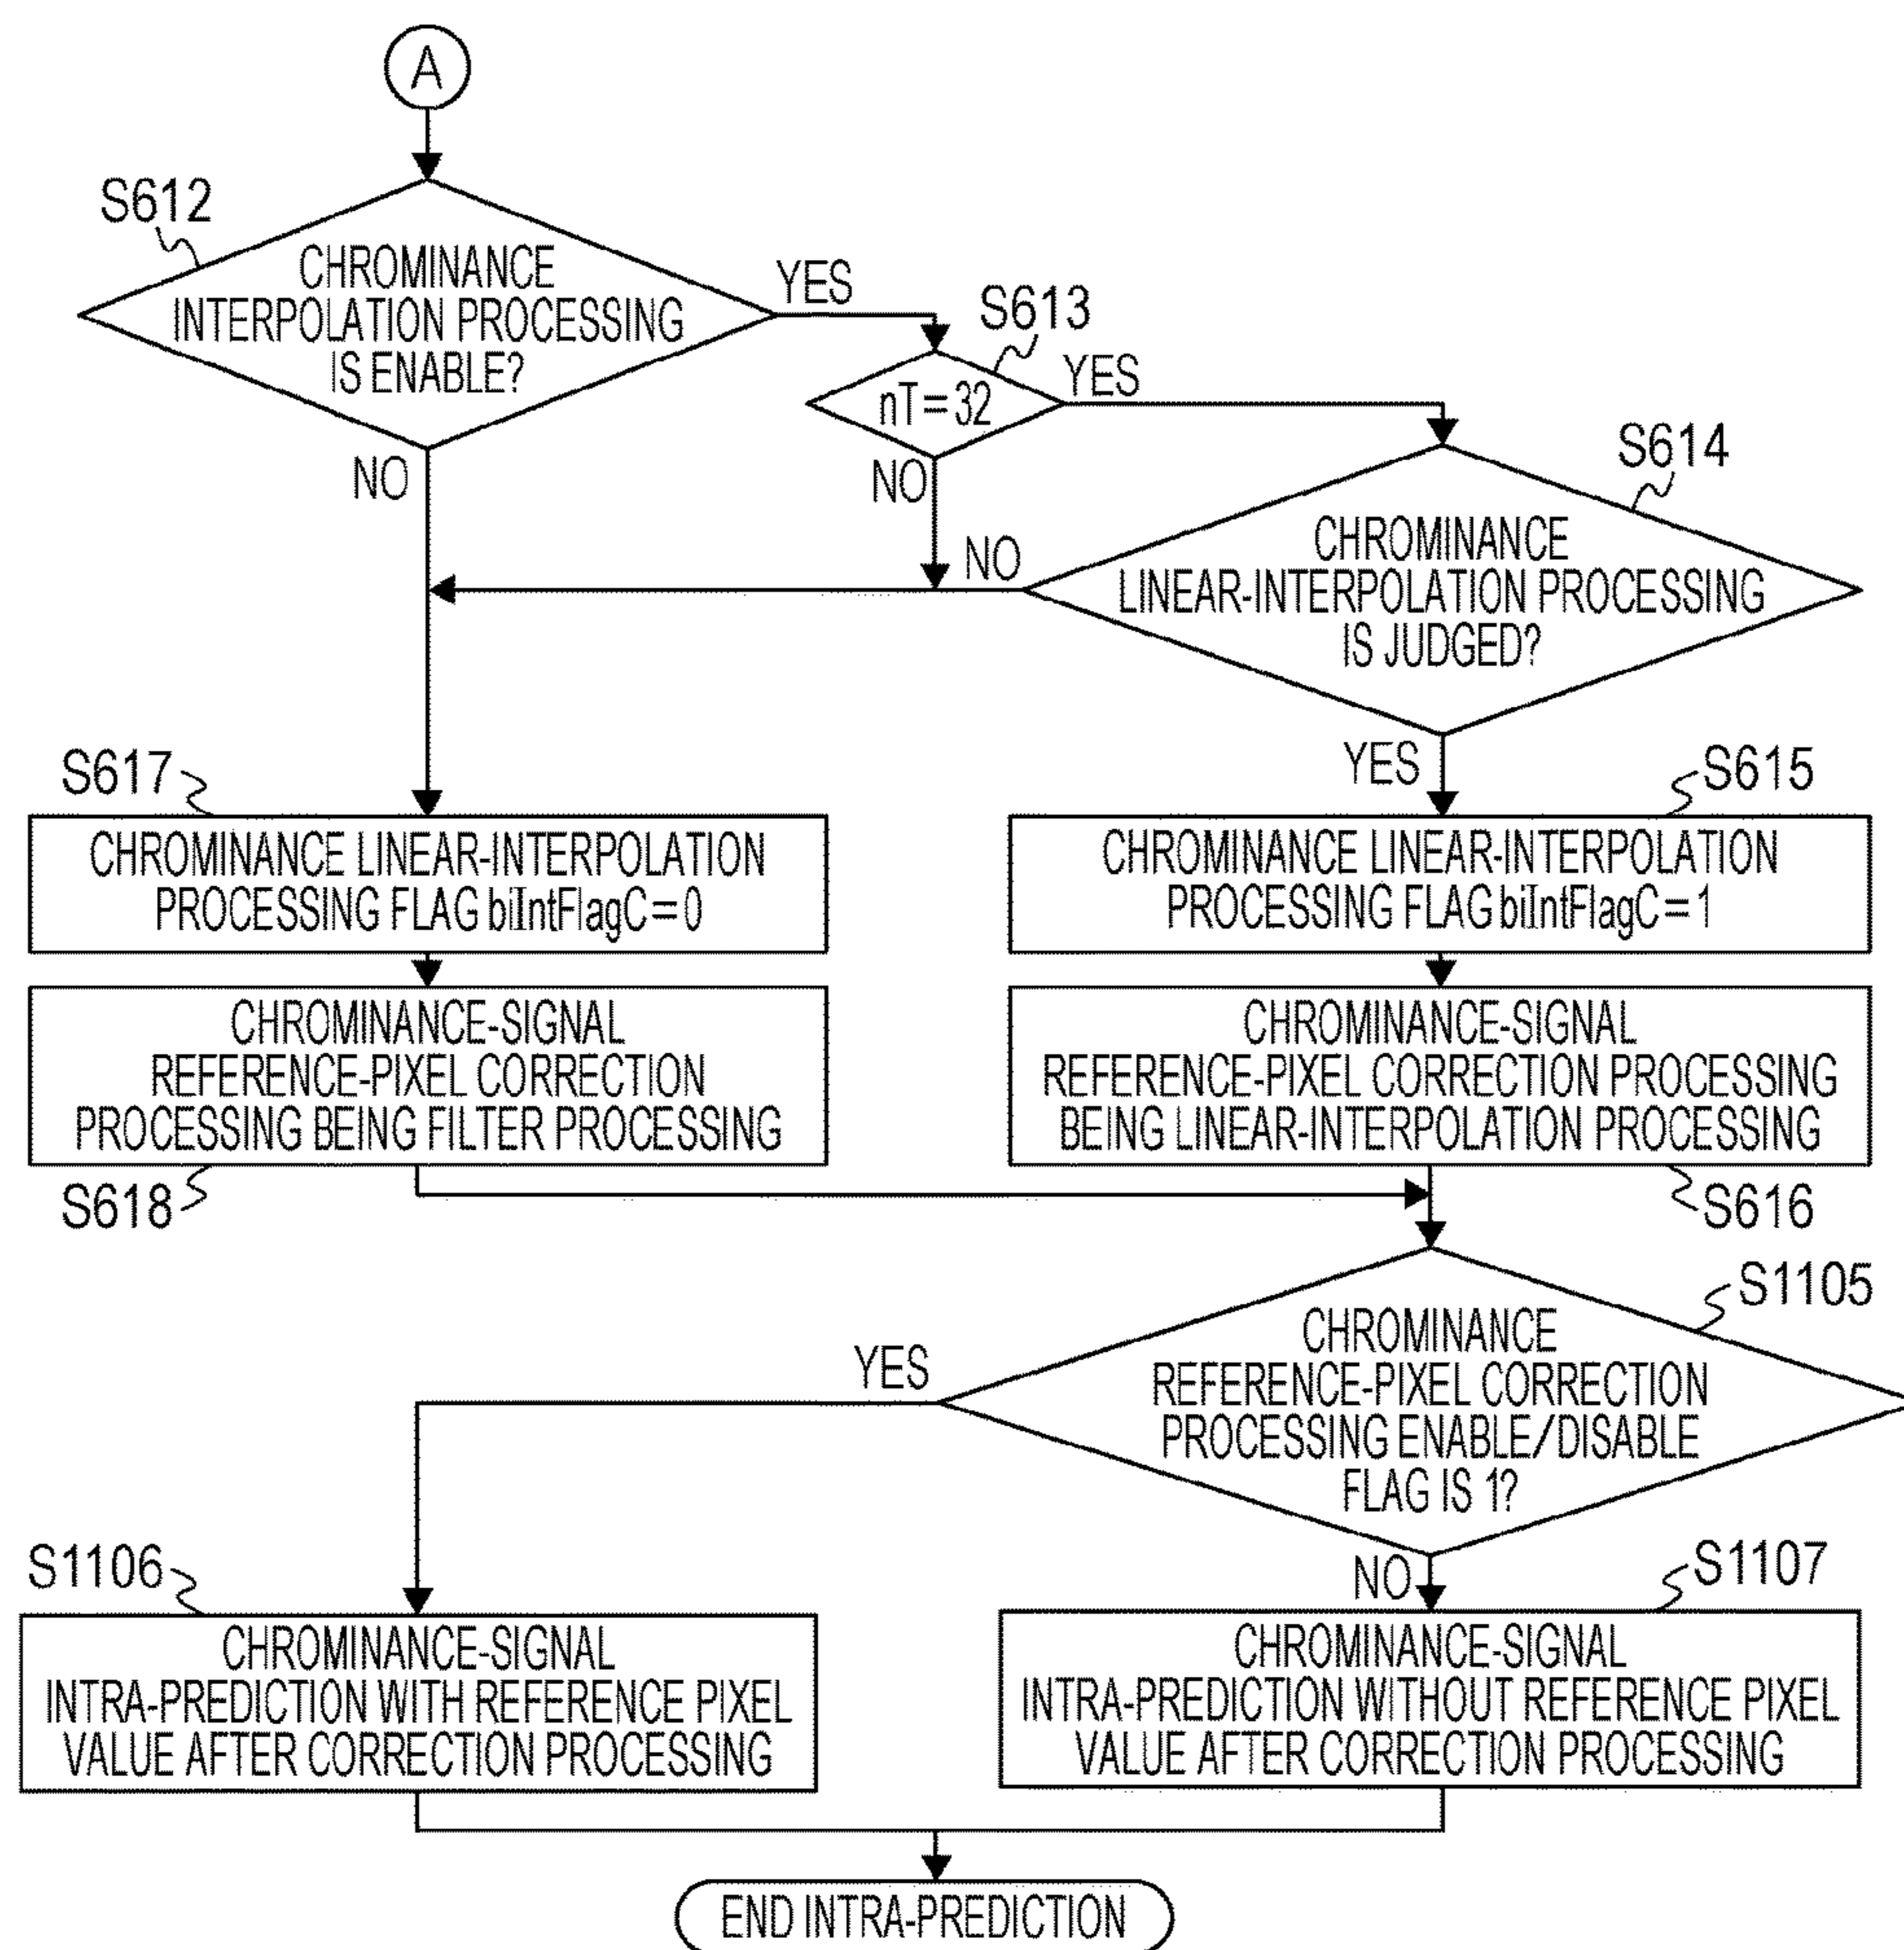 A
S612
CHROMINANCE
INTERPOLATION PROCESSING
IS ENABLE?
YES
S613
nT=32
YES
NO
NO
S614
NO
CHROMINANCE
LINEAR-INTERPOLATION PROCESSING
IS JUDGED?
YES
S617
CHROMINANCE LINEAR-INTERPOLATION
PROCESSING FLAG biIntFlagC=0
S615
CHROMINANCE LINEAR-INTERPOLATION
PROCESSING FLAG biIntFlagC=1
CHROMINANCE-SIGNAL
REFERENCE-PIXEL CORRECTION
PROCESSING BEING FILTER PROCESSING
S618
CHROMINANCE-SIGNAL
REFERENCE-PIXEL CORRECTION PROCESSING
BEING LINEAR-INTERPOLATION PROCESSING
S616
S1105
CHROMINANCE
REFERENCE-PIXEL CORRECTION
PROCESSING ENABLE/DISABLE
FLAG IS 1?
YES
NO
S1106
CHROMINANCE-SIGNAL
INTRA-PREDICTION WITH REFERENCE PIXEL
VALUE AFTER CORRECTION PROCESSING
S1107
CHROMINANCE-SIGNAL
INTRA-PREDICTION WITHOUT REFERENCE PIXEL
VALUE AFTER CORRECTION PROCESSING
END INTRA-PREDICTION